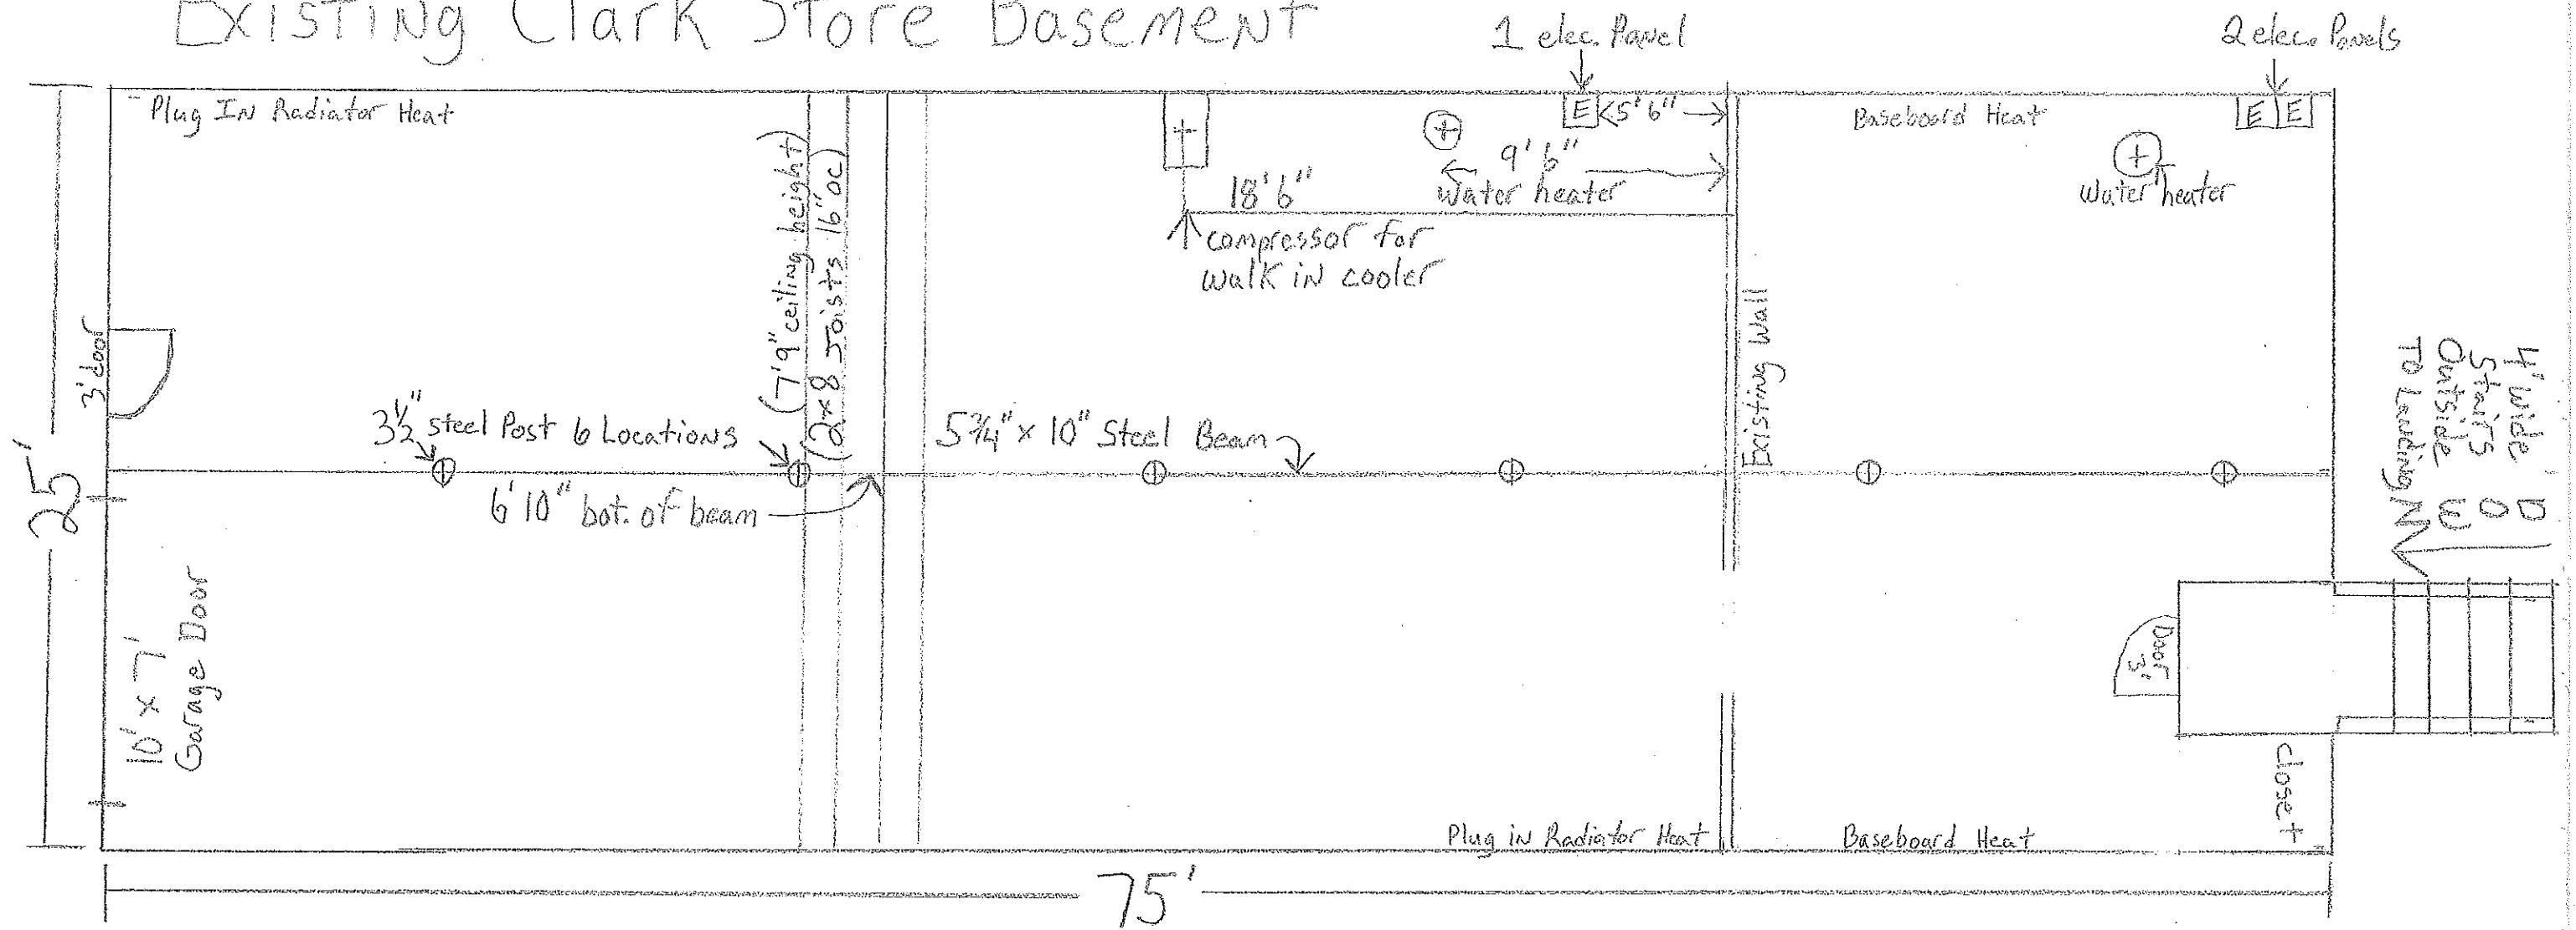 Existing Clark Store Basement
1 elec. Panel
2 elec. Panels
Plug In Radiator Heat
E
<5'6"
Baseboard Heat
E E
9'6"
Water heater
Water heater
18'6"
compressor for
walk in cooler
(7'9" ceiling height)
(2x8 Joists 16"oc)
3' door
Existing Wall
4' wide
Stairs
Outside
To Landing
DOWN
3½" steel Post 6 Locations
5¾" x 10" Steel Beam
6'10" bot. of beam
25'
10' x 7'
Garage Door
Door
3'
Closet
Plug in Radiator Heat
Baseboard Heat
75'